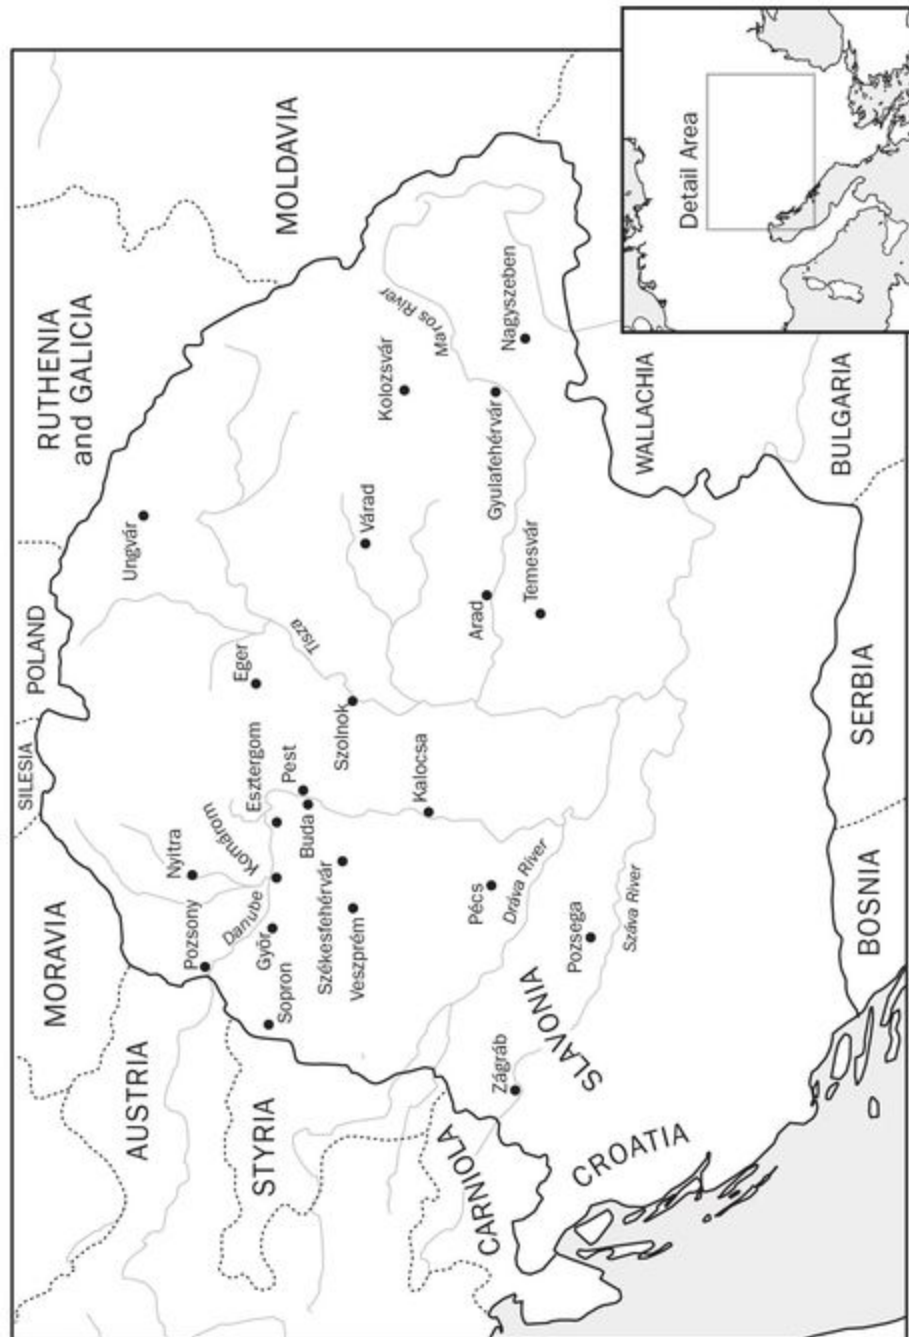 SILESIA
POLAND
MORAVIA
RUTHENIA
and GALICIA
MOLDAVIA
AUSTRIA
STYRIA
CARNIOLA
CROATIA
SLAVONIA
BOSNIA
SERBIA
BULGARIA
WALLACHIA
Ungvár
Nyitra
Pozsony
Komárom
Danube
Esztergom
Eger
Tisza
Győr
Sopron
Pest
Buda
Székesfehérvár
Veszprém
Szolnok
Várad
Kolozsvár
Maros River
Kalocsa
Pécs
Dráva River
Arad
Temesvár
Gyulafehérvár
Nagyszeben
Zágráb
Pozsega
Száva River
Detail Area